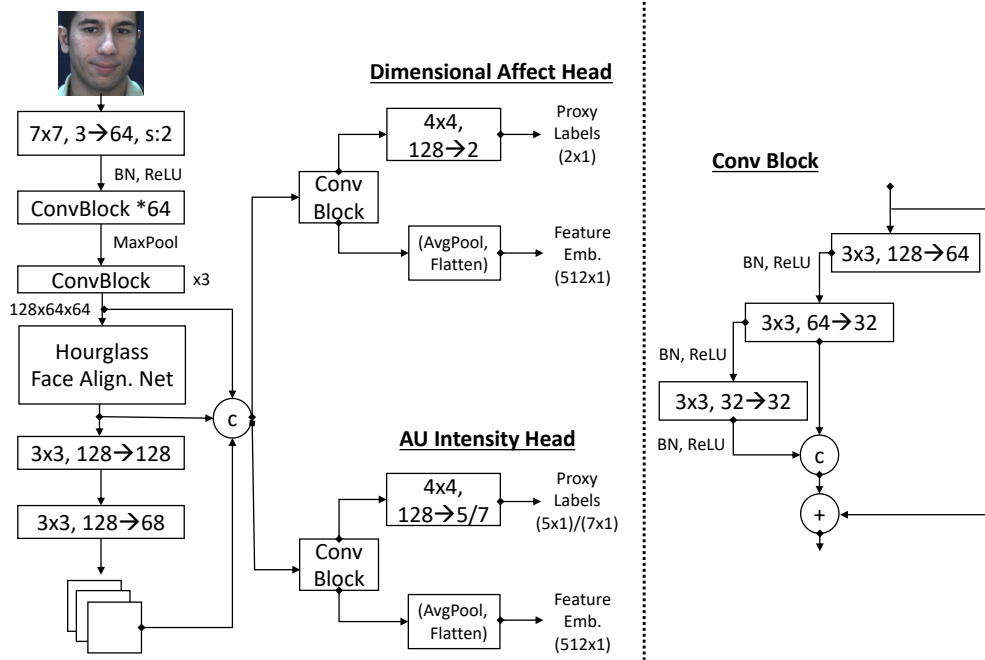 7x7, 3→64, s:2
BN, ReLU
ConvBlock *64
MaxPool
ConvBlock
x3
128x64x64
Hourglass
Face Align. Net
3x3, 128→128
3x3, 128→68
c
Dimensional Affect Head
Conv
Block
4x4,
128→2
Proxy
Labels
(2x1)
(AvgPool,
Flatten)
Feature
Emb.
(512x1)
AU Intensity Head
Conv
Block
4x4,
128→5/7
Proxy
Labels
(5x1)/(7x1)
(AvgPool,
Flatten)
Feature
Emb.
(512x1)
Conv Block
3x3, 128→64
BN, ReLU
3x3, 64→32
BN, ReLU
3x3, 32→32
BN, ReLU
c
+